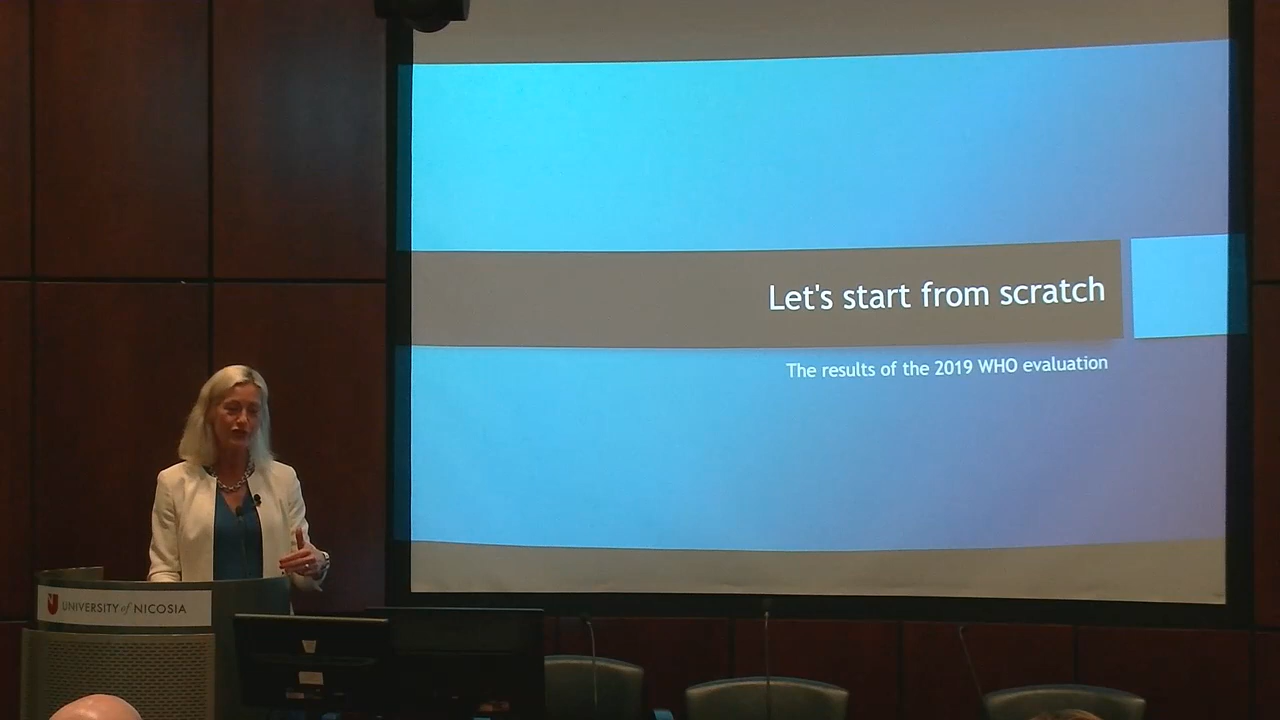 Let's start from scratch
The results of the 2019 WHO evaluation
UNIVERSITY of NICOSIA